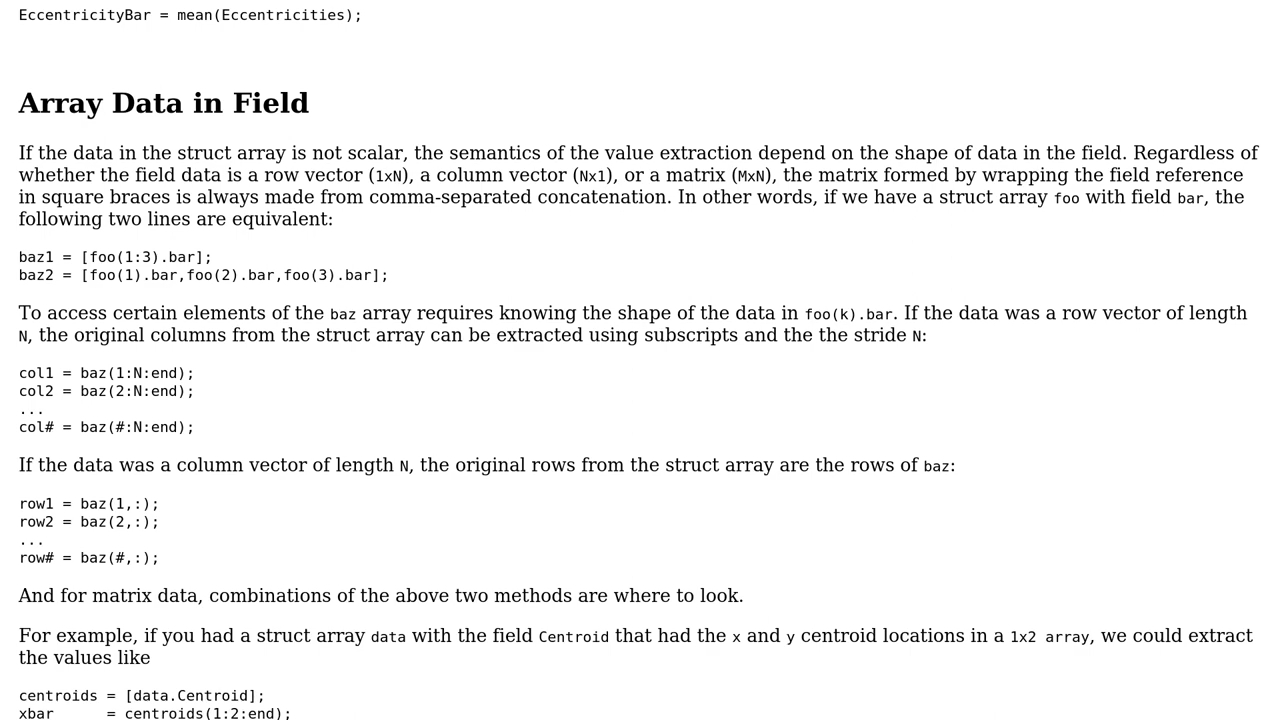 EccentricityBar = mean(Eccentricities);
Array Data in Field
If the data in the struct array is not scalar, the semantics of the value extraction depend on the shape of data in the field. Regardless of
whether the field data is a row vector (1xN), a column vector (Nx1), or a matrix (MxN), the matrix formed by wrapping the field reference
in square braces is always made from comma-separated concatenation. In other words, if we have a struct array foo with field bar, the
following two lines are equivalent:
baz1 = [foo(1:3).bar];
baz2 = [foo(1).bar,foo(2).bar,foo(3).bar];
To access certain elements of the baz array requires knowing the shape of the data in foo(k).bar. If the data was a row vector of length
N, the original columns from the struct array can be extracted using subscripts and the the stride N:
col1 = baz(1:N:end);
col2 = baz(2:N:end);
...
col# = baz(#:N:end);
If the data was a column vector of length N, the original rows from the struct array are the rows of baz:
row1 = baz(1,:);
row2 = baz(2,:);
...
row# = baz(#,:);
And for matrix data, combinations of the above two methods are where to look.
For example, if you had a struct array data with the field Centroid that had the x and y centroid locations in a 1x2 array, we could extract
the values like
centroids = [data.Centroid];
xbar      = centroids(1:2:end);